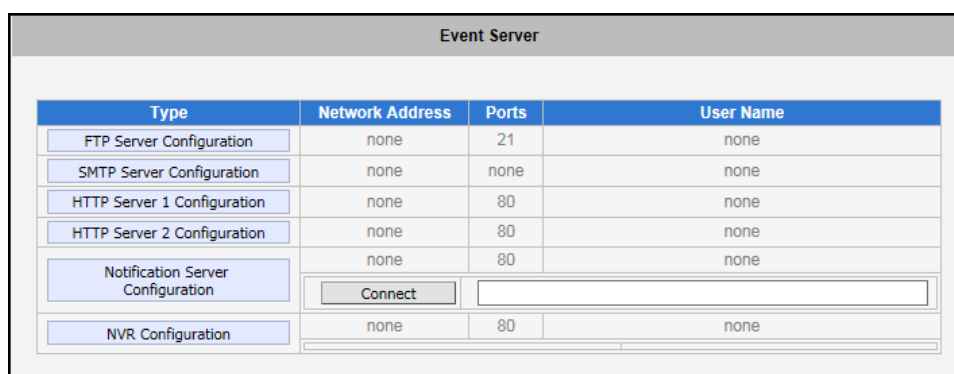 Event Server
Type Network Address Ports User Name
FTP Server Configuration none 21 none
SMTP Server Configuration none none none
HTTP Server 1 Configuration none 80 none
HTTP Server 2 Configuration none 80 none
Notification Server
Configuration
none 80 none
Connect
NVR Configuration none 80 none